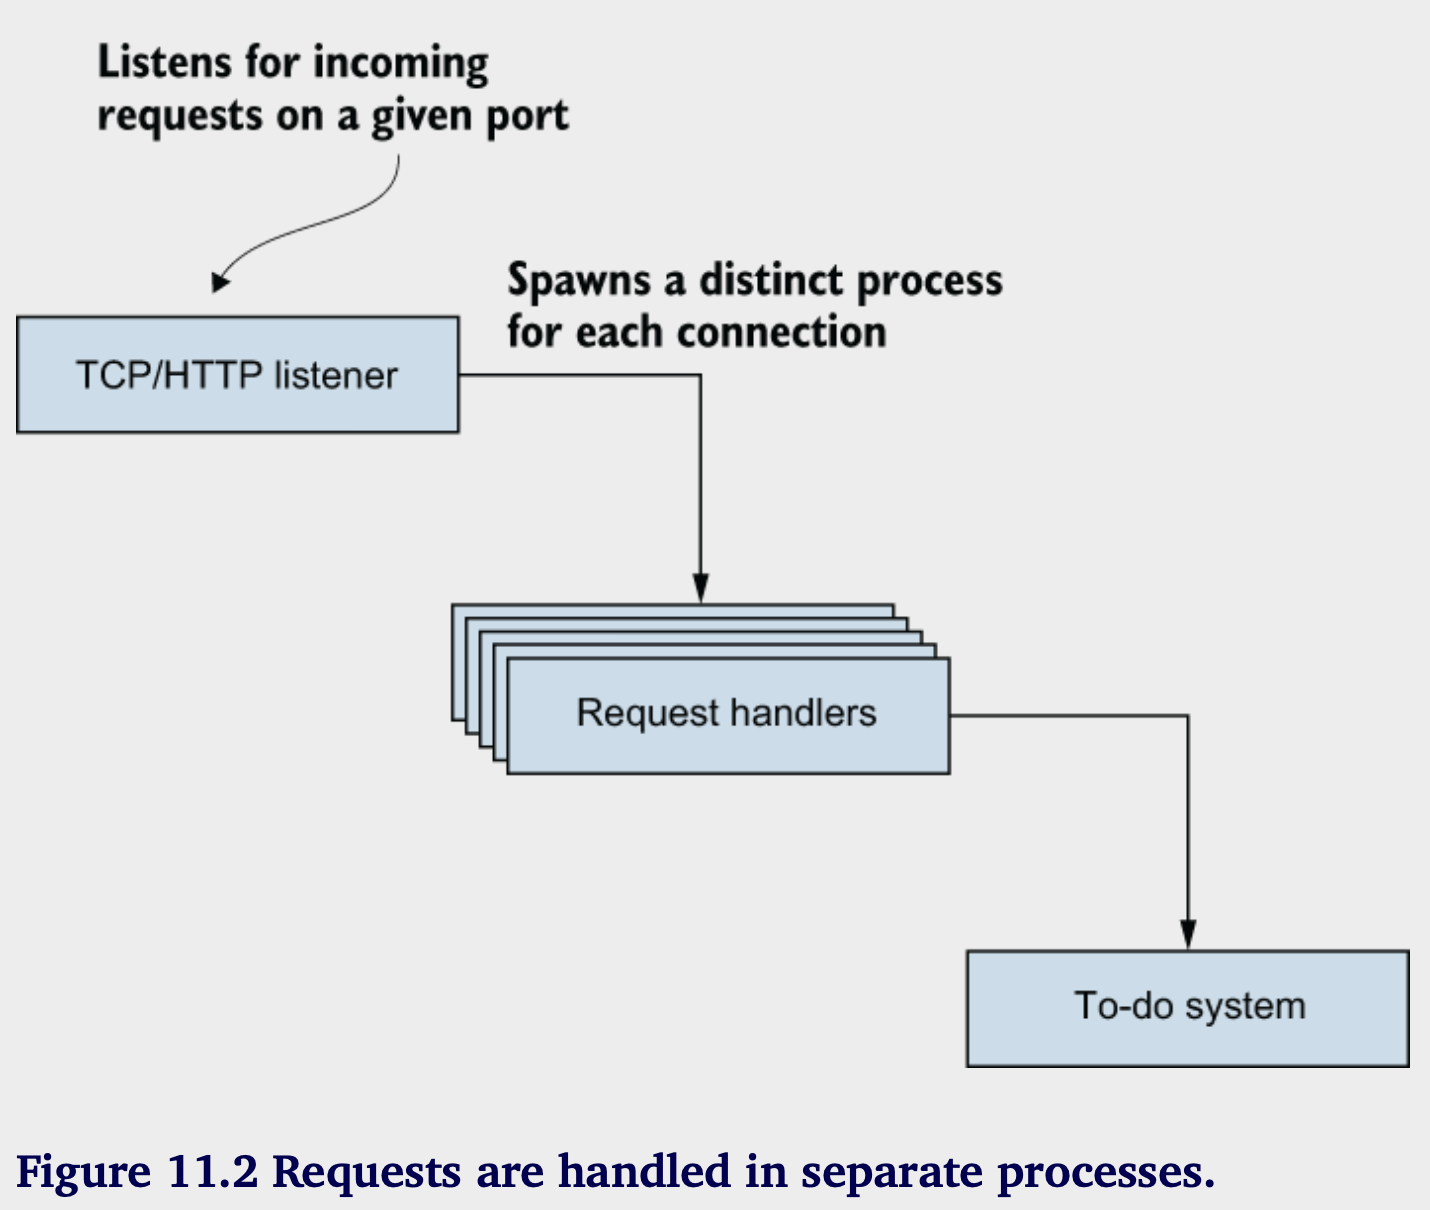 Listens for incoming
requests on a given port
Spawns a distinct process
for each connection
TCP/HTTP listener
Request handlers
To-do system
Figure 11.2 Requests are handled in separate processes.